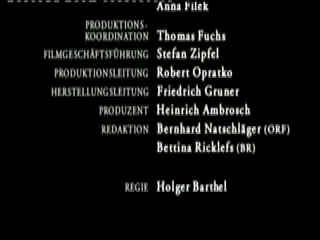 Anna Filek
PRODUKTIONS-
KOORDINATION Thomas Fuchs
FILMGESCHÄFTSFÜHRUNG Stefan Zipfel
PRODUKTIONSLEITUNG Robert Opratko
HERSTELLUNGSLEITUNG Friedrich Gruner
PRODUZENT Heinrich Ambrosch
REDAKTION Bernhard Natschläger (ORF)
Bettina Ricklefs (BR)
REGIE Holger Barthel